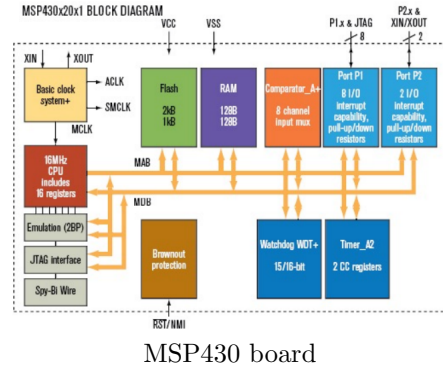 MSP430x20x1 BLOCK DIAGRAM
VCC
VSS
P1.x & JTAG
8
P2.x &
XIN/XOUT
2
XIN
XOUT
Basic clock
system+
ACLK
SMCLK
MCLK
Flash
2kB
1kB
RAM
128B
128B
Comparator_A+
8 channel
input mux
Port P1
8 I/O
interrupt
capability,
pull-up/down
resistors
Port P2
2 I/O
interrupt
capability,
pull-up/down
resistors
16MHz
CPU
includes
16 registers
MAB
MDB
Emulation (2BP)
JTAG interface
Spy-Bi Wire
Brownout
protection
Watchdog WDT+
15/16-bit
Timer_A2
2 CC registers
RST/NMI
MSP430 board